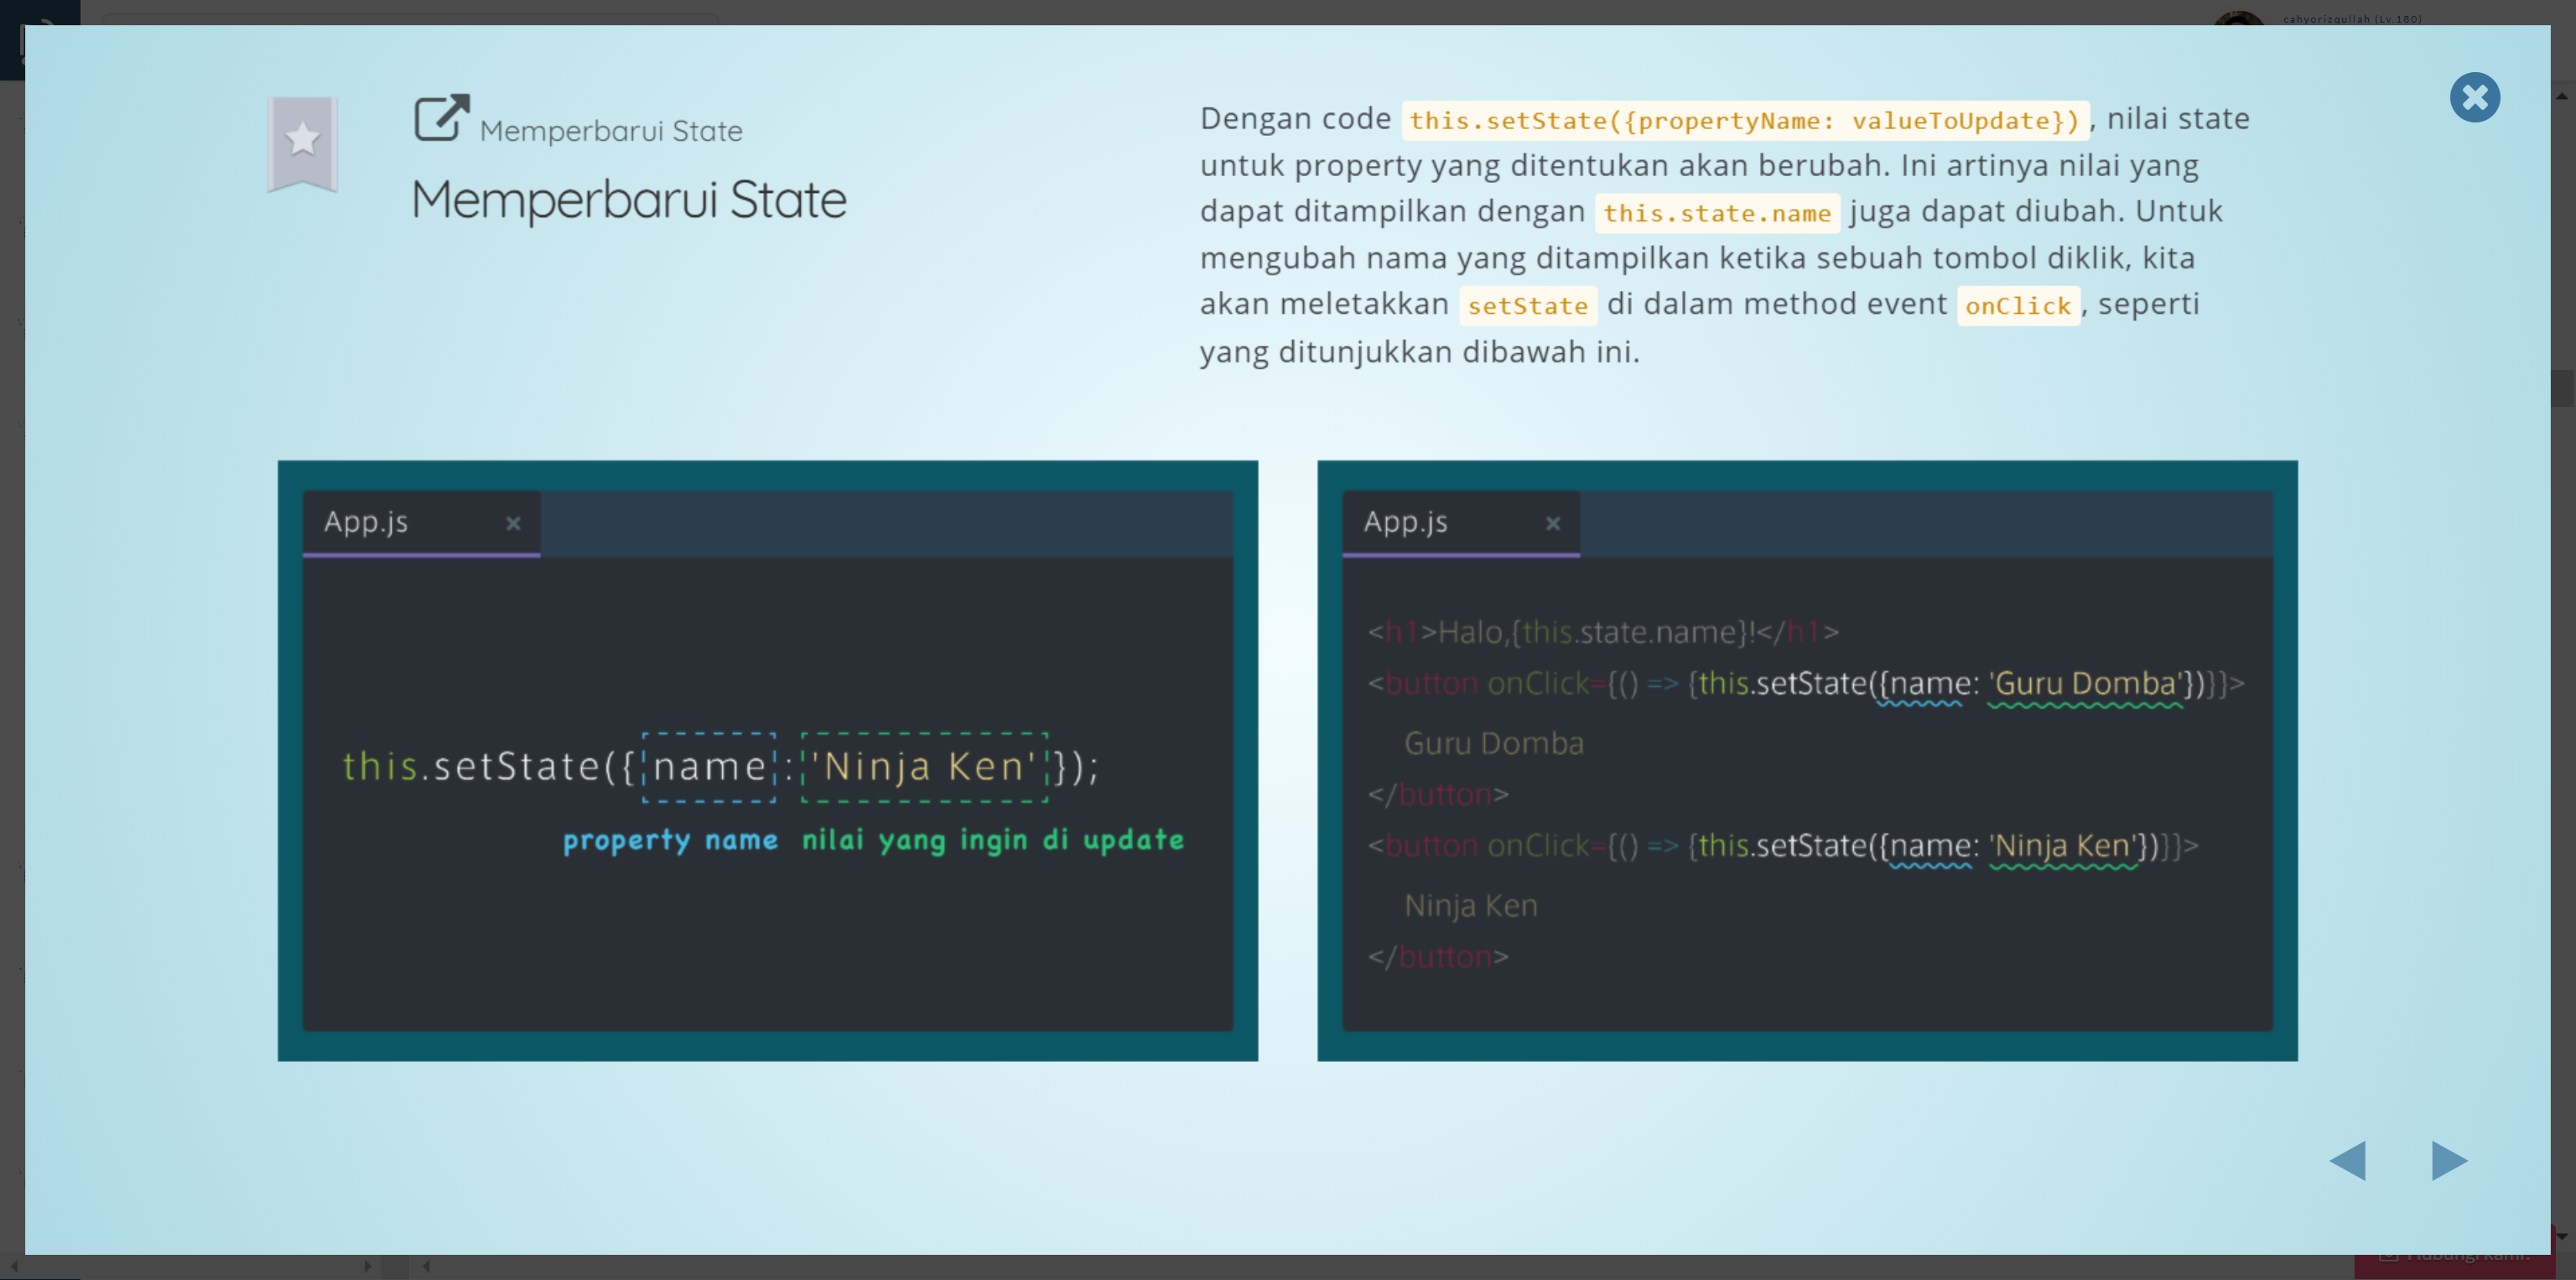 cahyorizqullah (Lv.180)
Memperbarui State
Memperbarui State
Dengan code this.setState({propertyName: valueToUpdate}), nilai state
untuk property yang ditentukan akan berubah. Ini artinya nilai yang
dapat ditampilkan dengan this.state.name juga dapat diubah. Untuk
mengubah nama yang ditampilkan ketika sebuah tombol diklik, kita
akan meletakkan setState di dalam method event onClick, seperti
yang ditunjukkan dibawah ini.
App.js
this.setState({name:'Ninja Ken'});
property name nilai yang ingin di update
App.js
<h1>Halo,{this.state.name}!</h1>
<button onClick={() => {this.setState({name: 'Guru Domba'})}}>
Guru Domba
</button>
<button onClick={() => {this.setState({name: 'Ninja Ken'})}}>
Ninja Ken
</button>